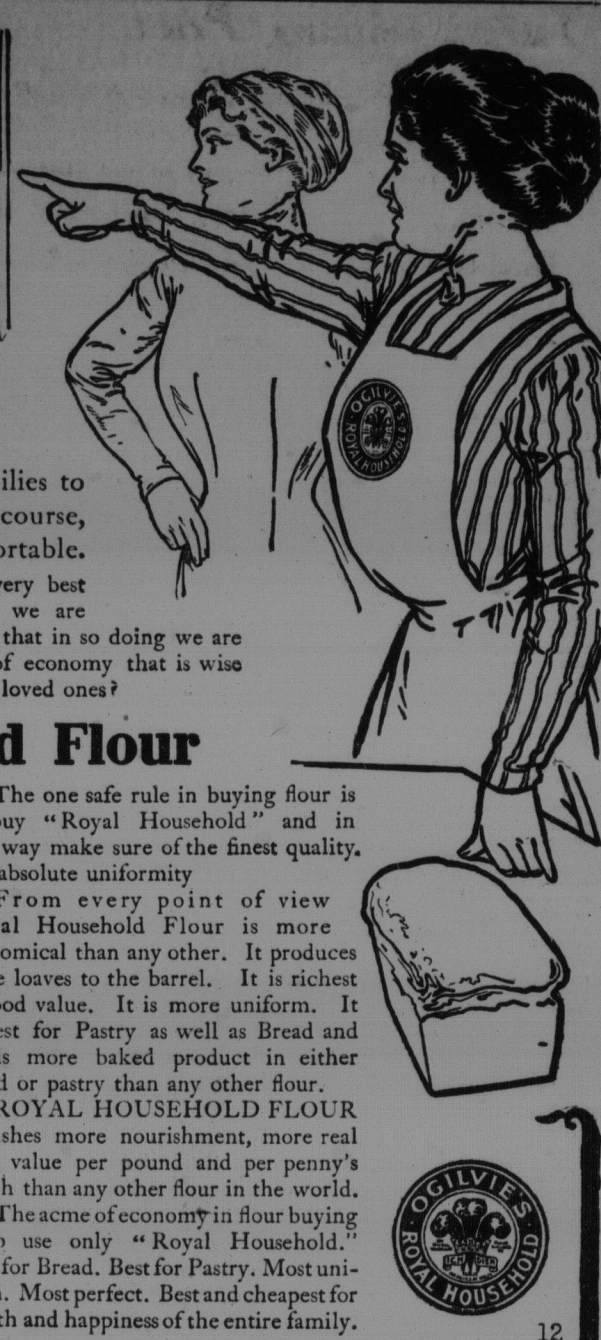 OGILVIE'S
ROYAL HOUSEHOLD
ilies to
course,
ortable.
very best
we are
that in so doing we are
of economy that is wise
loved ones?
d Flour
The one safe rule in buying flour is
buy "Royal Household" and in
way make sure of the finest quality.
absolute uniformity
From every point of view
al Household Flour is more
omical than any other. It produces
e loaves to the barrel. It is richest
ood value. It is more uniform. It
est for Pastry as well as Bread and
s more baked product in either
d or pastry than any other flour.
ROYAL HOUSEHOLD FLOUR
shes more nourishment, more real
value per pound and per penny's
h than any other flour in the world.
The acme of economy in flour buying
o use only "Royal Household."
for Bread. Best for Pastry. Most uni-
. Most perfect. Best and cheapest for
th and happiness of the entire family.
OGILVIE'S
ICH DIEN
ROYAL HOUSEHOLD
12